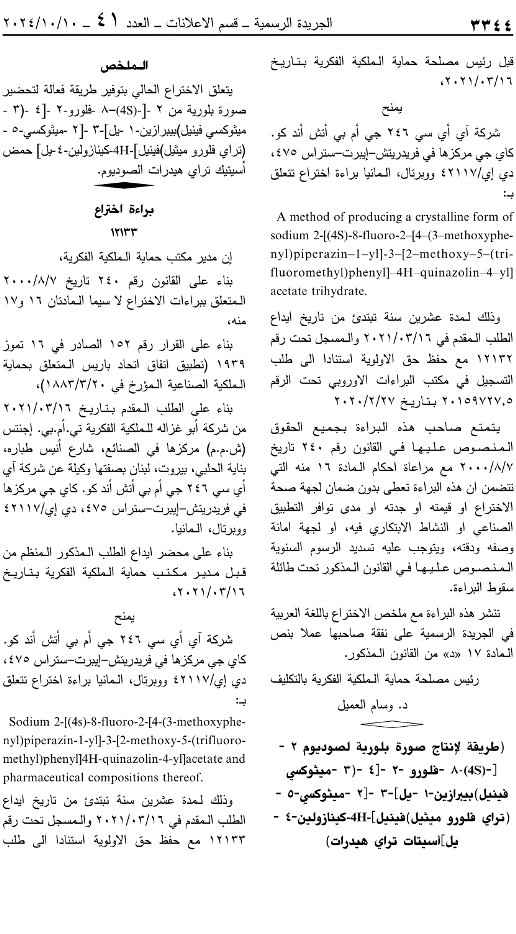 ٣٣٤٤
الجريدة الرسمية ــ قسم الاعلانات ــ العدد ٤١ ــ ٢٠٢٤/١٠/١٠
قبل رئيس مصلحة حماية الملكية الفكرية بتاريخ
٢٠٢١/٠٣/١٦،
يمنح
شركة آي أي سي ٢٤٦ جي أم بي أتش أند كو.
كاي جي مركزها في فريدريتش–إيبرت–ستراس ٤٧٥،
دي إي/٤٢١١٧ ووبرتال، المانيا براءة اختراع تتعلق
بـ:
A method of producing a crystalline form of
sodium 2-[(4S)-8-fluoro-2–[4–(3–methoxyphe-
nyl)piperazin–1–yl]-3–[2–methoxy–5–(tri-
fluoromethyl)phenyl]–4H–quinazolin–4–yl]
acetate trihydrate.
وذلك لمدة عشرين سنة تبتدئ من تاريخ ايداع
الطلب المقدم في ٢٠٢١/٠٣/١٦ والمسجل تحت رقم
١٢١٣٢ مع حفظ حق الاولوية استنادا الى طلب
التسجيل في مكتب البراءات الاوروبي تحت الرقم
٢٠١٥٩٧٢٧,٥ بتاريخ ٢٠٢٠/٢/٢٧
يتمتع صاحب هذه البراءة بجميع الحقوق
المنصوص عليها في القانون رقم ٢٤٠ تاريخ
٢٠٠٠/٨/٧ مع مراعاة احكام المادة ١٦ منه التي
تتضمن ان هذه البراءة تعطى بدون ضمان لجهة صحة
الاختراع او قيمته او جدته او مدى توافر التطبيق
الصناعي او النشاط الابتكاري فيه، او لجهة امانة
وصفه ودقته، ويتوجب عليه تسديد الرسوم السنوية
المنصوص عليها في القانون المذكور تحت طائلة
سقوط البراءة.
تنشر هذه البراءة مع ملخص الاختراع باللغة العربية
في الجريدة الرسمية على نفقة صاحبها عملا بنص
المادة ١٧ «د» من القانون المذكور.
رئيس مصلحة حماية الملكية الفكرية بالتكليف
د. وسام العميل
(طريقة لإنتاج صورة بلورية لصوديوم ٢ -
[-(4S)-٨ -فلورو -٢ -[٤ -(٣ -ميثوكسي
فينيل)بيبرازين-١ -يل]-٣ -[٢ -ميثوكسي-٥ -
(تراي فلورو ميثيل)فينيل]-4H-كينازولين-٤ -
يل]أسيتات تراي هيدرات)
الملخص
يتعلق الاختراع الحالي بتوفير طريقة فعالة لتحضير
صورة بلورية من ٢ -[-(4S)–٨ -فلورو-٢ -[٤ -(٣ -
ميثوكسي فينيل)بيبرازين-١ -يل]-٣ -[٢ -ميثوكسي-٥ -
(تراي فلورو ميثيل)فينيل]-4H-كينازولين-٤-يل] حمض
أسيتيك تراي هيدرات الصوديوم.
براءة اختراع
١٢١٣٣
إن مدير مكتب حماية الملكية الفكرية،
بناء على القانون رقم ٢٤٠ تاريخ ٢٠٠٠/٨/٧
المتعلق ببراءات الاختراع لا سيما المادتان ١٦ و١٧
منه،
بناء على القرار رقم ١٥٢ الصادر في ١٦ تموز
١٩٣٩ (تطبيق اتفاق اتحاد باريس المتعلق بحماية
الملكية الصناعية المؤرخ في ١٨٨٣/٣/٢٠)،
بناء على الطلب المقدم بتاريخ ٢٠٢١/٠٣/١٦
من شركة أبو غزاله للملكية الفكرية تي.أم.بي. إجنتس
(ش.م.م) مركزها في الصنائع، شارع أنيس طباره،
بناية الحلبي، بيروت، لبنان بصفتها وكيلة عن شركة آي
أي سي ٢٤٦ جي أم بي أتش أند كو. كاي جي مركزها
في فريدريتش–إيبرت–ستراس ٤٧٥، دي إي/٤٢١١٧
ووبرتال، المانيا.
بناء على محضر ايداع الطلب المذكور المنظم من
قبل مدير مكتب حماية الملكية الفكرية بتاريخ
٢٠٢١/٠٣/١٦،
يمنح
شركة آي أي سي ٢٤٦ جي أم بي أتش أند كو.
كاي جي مركزها في فريدريتش–إيبرت–ستراس ٤٧٥،
دي إي/٤٢١١٧ ووبرتال، المانيا براءة اختراع تتعلق
بـ:
Sodium 2-[(4s)-8-fluoro-2-[4-(3-methoxyphe-
nyl)piperazin-1-yl]-3-[2-methoxy-5-(trifluoro-
methyl)phenyl]4H-quinazolin-4-yl]acetate and
pharmaceutical compositions thereof.
وذلك لمدة عشرين سنة تبتدئ من تاريخ ايداع
الطلب المقدم في ٢٠٢١/٠٣/١٦ والمسجل تحت رقم
١٢١٣٣ مع حفظ حق الاولوية استنادا الى طلب